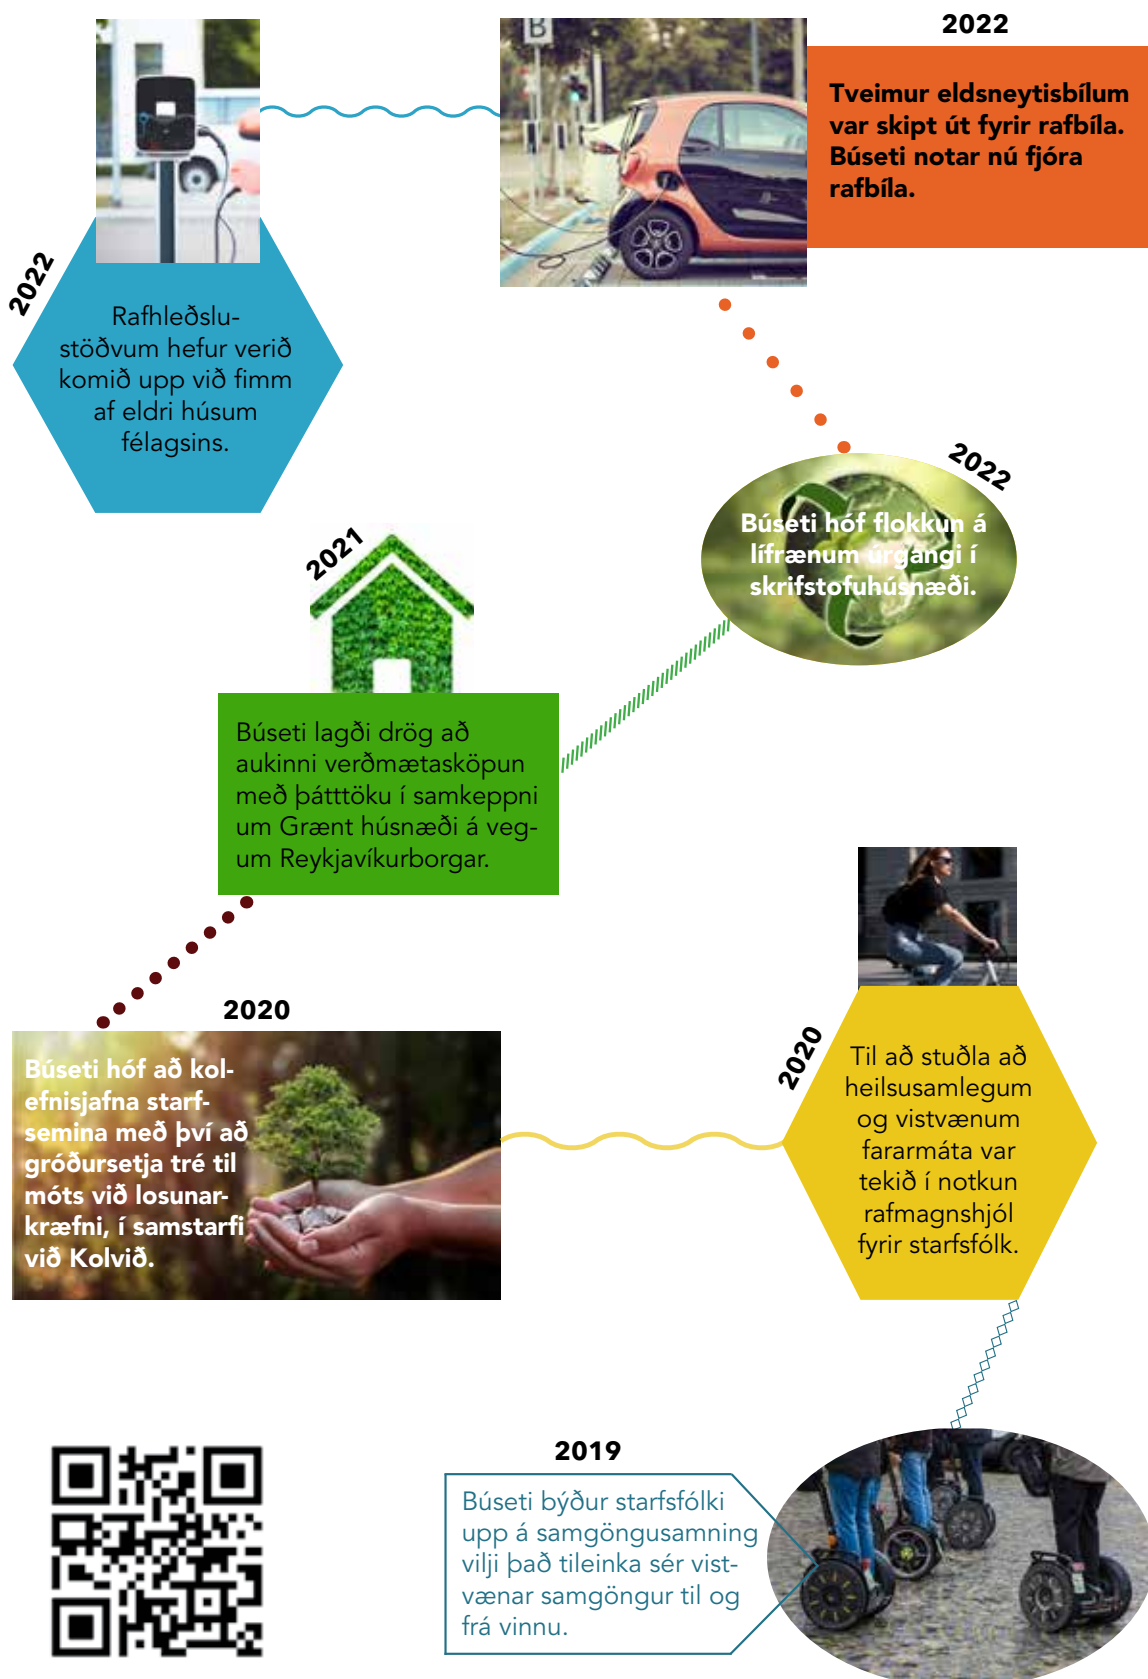 2022
Tveimur eldsneytisbílum
var skipt út fyrir rafbíla.
Búseti notar nú fjóra
rafbíla.
B
2022
Rafhleðslu-
stöðvum hefur verið
komið upp við fimm
af eldri húsum
félagsins.
2022
Búseti hóf flokkun á
lífrænum úrgangi í
skrifstofuhúsnæði.
2021
Búseti lagði drög að
aukinni verðmætasköpun
með þátttöku í samkeppni
um Grænt húsnæði á veg-
um Reykjavíkurborgar.
2020
Búseti hóf að kol-
efnisjafna starf-
semina með því að
gróðursetja tré til
móts við losunar-
kræfni, í samstarfi
við Kolvið.
2020
Til að stuðla að
heilsusamlegum
og vistvænum
fararmáta var
tekið í notkun
rafmagnshjól
fyrir starfsfólk.
2019
Búseti býður starfsfólki
upp á samgöngusamning
vilji það tileinka sér vist-
vænar samgöngur til og
frá vinnu.